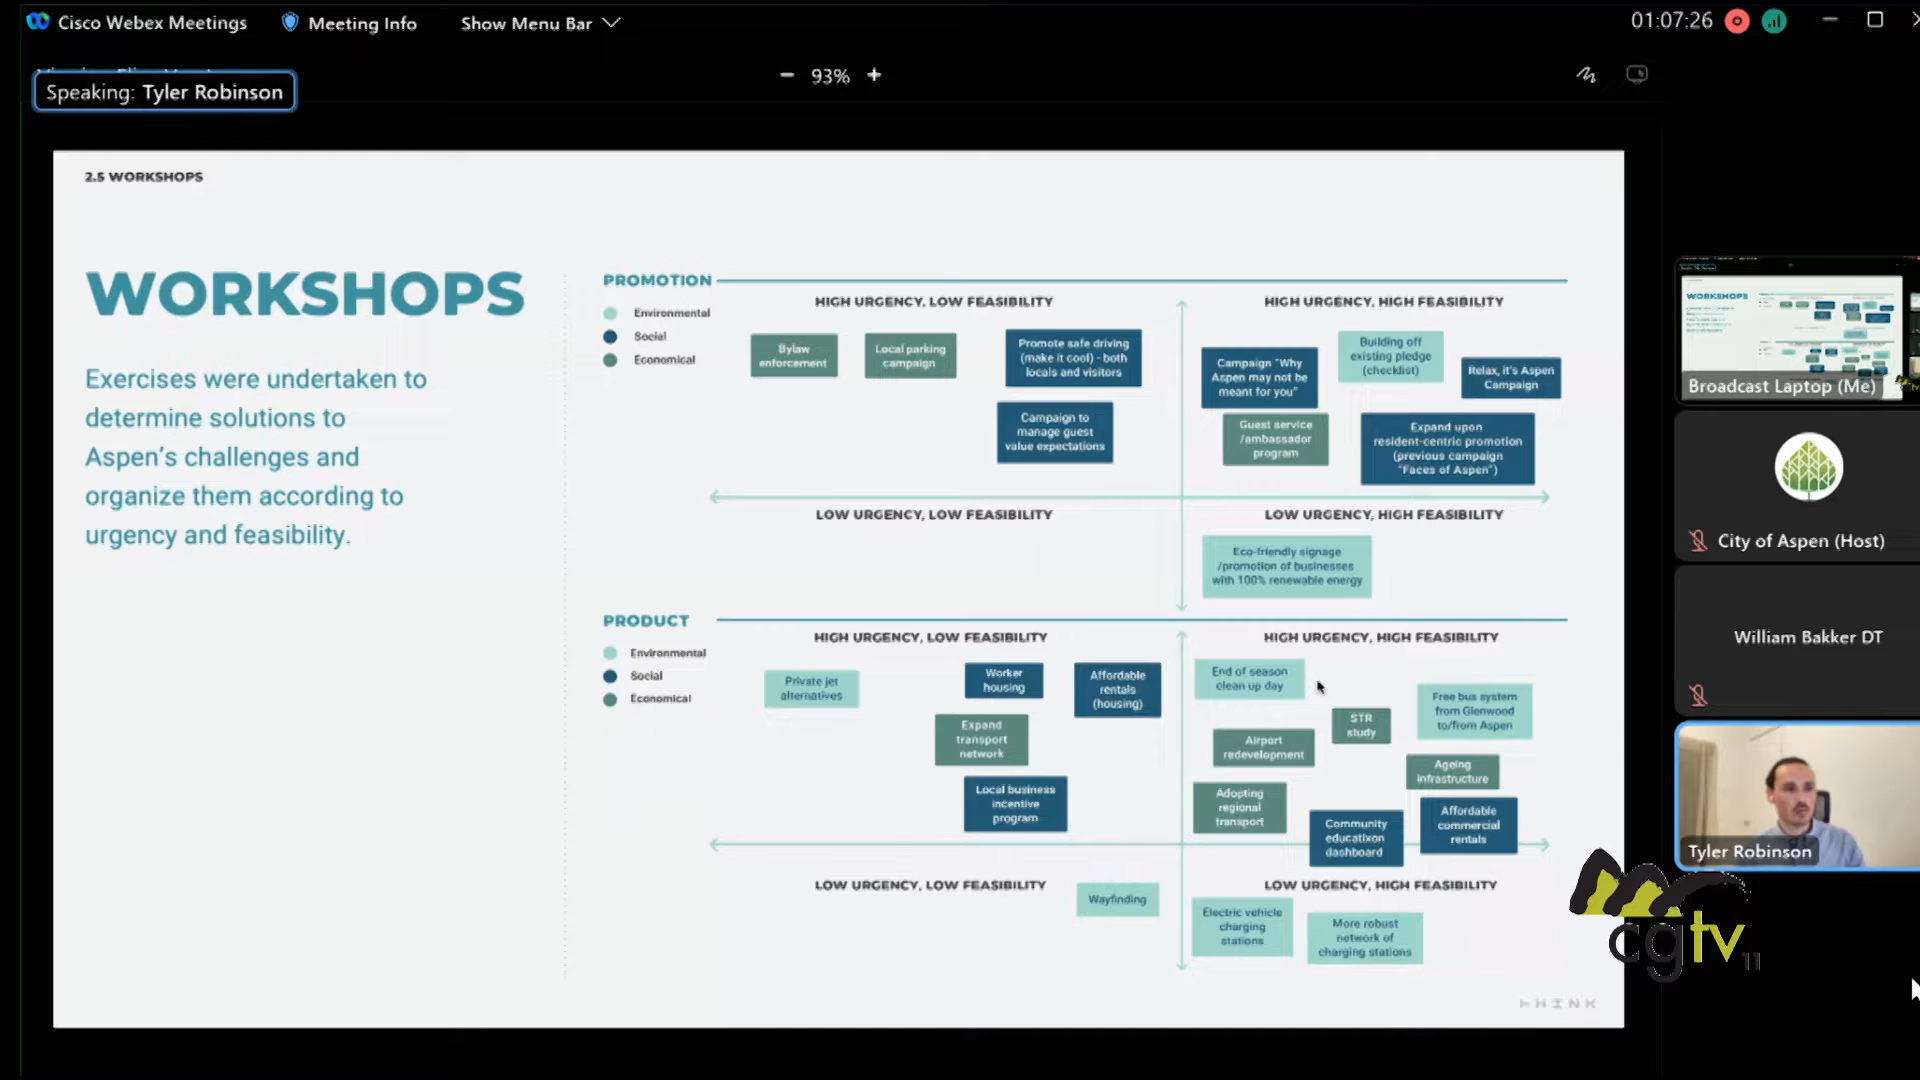 Cisco Webex Meetings
Meeting Info
Show Menu Bar
01:07:26
Speaking: Tyler Robinson
93%
2.5 WORKSHOPS
WORKSHOPS
Exercises were undertaken to
determine solutions to
Aspen's challenges and
organize them according to
urgency and feasibility.
PROMOTION
Environmental
Social
Economical
HIGH URGENCY, LOW FEASIBILITY
Bylaw
enforcement
Local parking
campaign
Promote safe driving
(make it cool) - both
locals and visitors
Campaign to
manage guest
value expectations
HIGH URGENCY, HIGH FEASIBILITY
Campaign "Why
Aspen may not be
meant for you"
Building off
existing pledge
(checklist)
Relax, it's Aspen
Campaign
Guest service
/ambassador
program
Expand upon
resident-centric promotion
(previous campaign
"Faces of Aspen")
LOW URGENCY, LOW FEASIBILITY
LOW URGENCY, HIGH FEASIBILITY
Eco-friendly signage
/promotion of businesses
with 100% renewable energy
PRODUCT
Environmental
Social
Economical
HIGH URGENCY, LOW FEASIBILITY
Private jet
alternatives
Worker
housing
Affordable
rentals
(housing)
Expand
transport
network
Local business
incentive
program
HIGH URGENCY, HIGH FEASIBILITY
End of season
clean up day
STR
study
Free bus system
from Glenwood
to/from Aspen
Airport
redevelopment
Ageing
infrastructure
Adopting
regional
transport
Community
educatixon
dashboard
Affordable
commercial
rentals
LOW URGENCY, LOW FEASIBILITY
Wayfinding
LOW URGENCY, HIGH FEASIBILITY
Electric vehicle
charging
stations
More robust
network of
charging stations
THINK
WORKSHOPS
Broadcast Laptop (Me)
City of Aspen (Host)
William Bakker DT
Tyler Robinson
cgtv 11